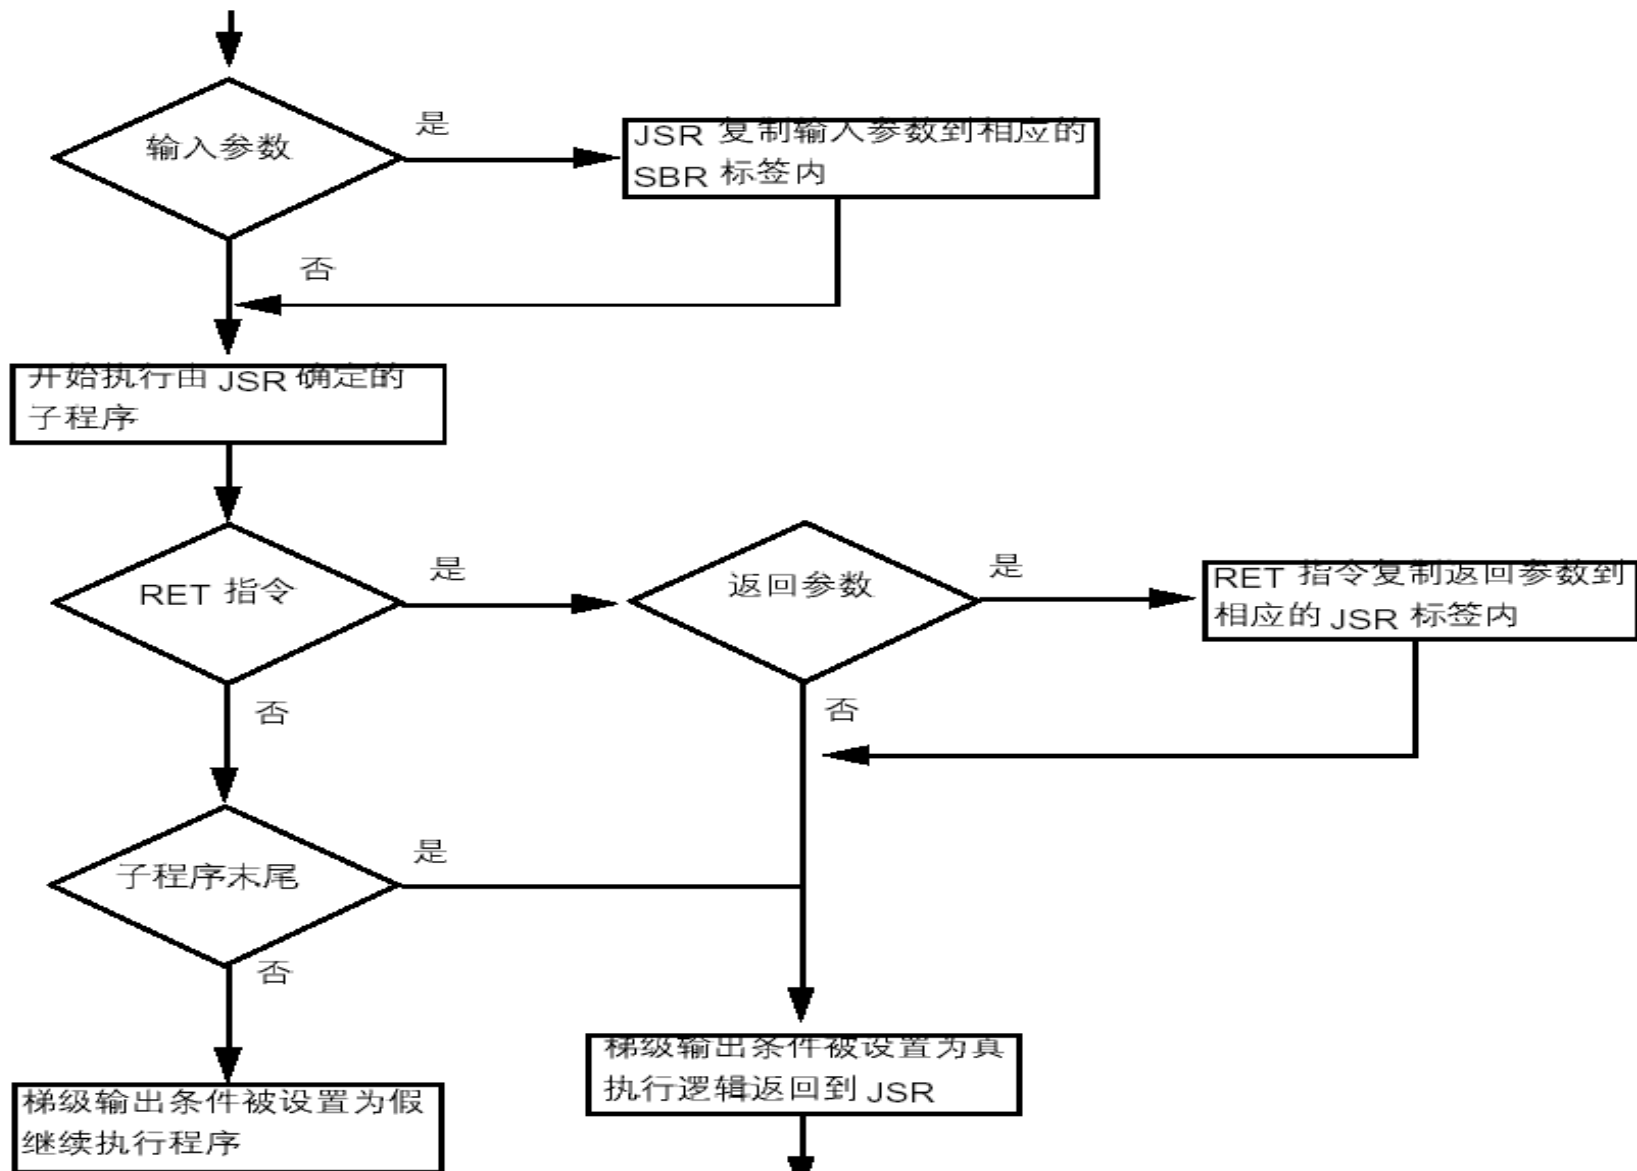 输入参数
是
JSR 复制输入参数到相应的
SBR 标签内
否
开始执行由 JSR 确定的
子程序
RET 指令
是
返回参数
是
RET 指令复制返回参数到
相应的 JSR 标签内
否
否
子程序末尾
是
否
梯级输出条件被设置为真
执行逻辑返回到 JSR
梯级输出条件被设置为假
继续执行程序